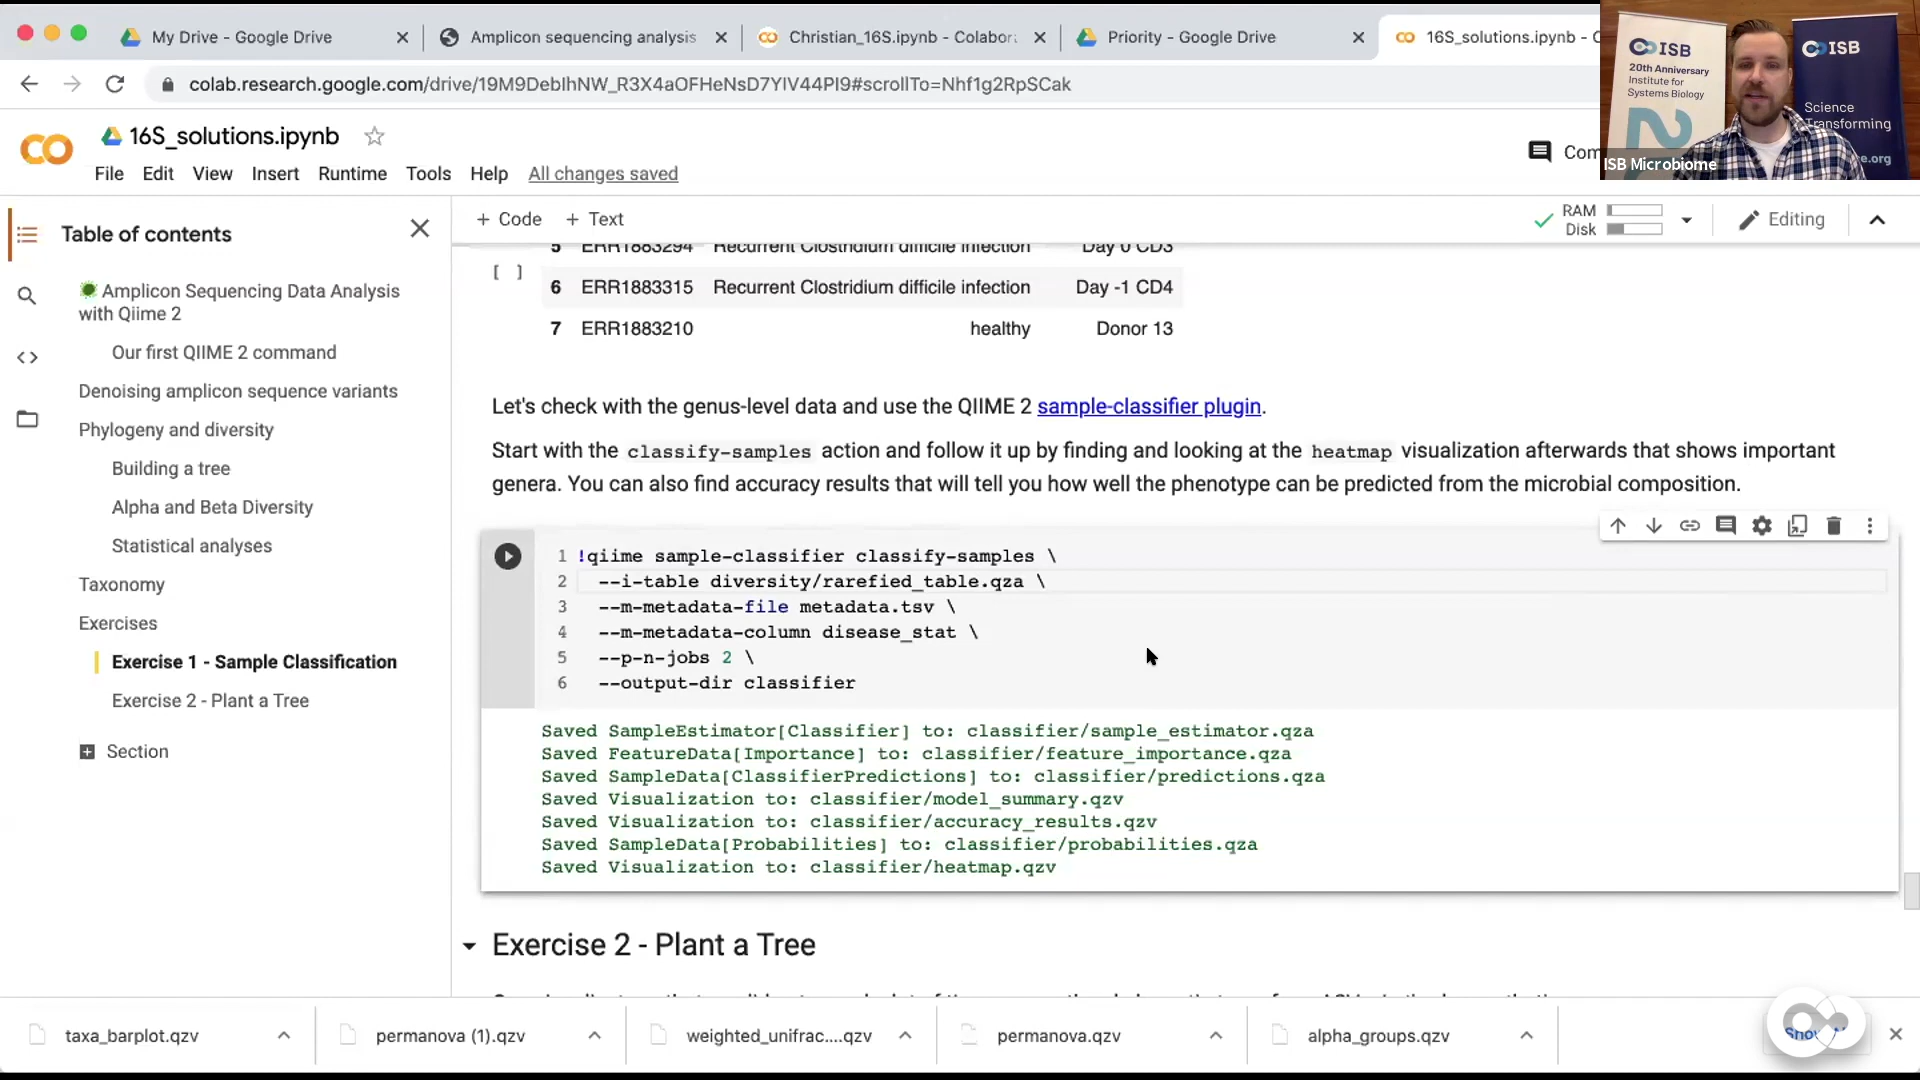 My Drive - Google Drive
Amplicon sequencing analysis
Christian_16S.ipynb - Colabor
Priority - Google Drive
16S_solutions.ipynb - C
colab.research.google.com/drive/19M9DeblhNW_R3X4aOFHeNsD7YlV44Pl9#scrollTo=Nhf1g2RpSCak
ISB
20th Anniversary
Institute for
Systems Biology
ISB
Science
Transforming
e.org
ISB Microbiome
16S_solutions.ipynb
Com
File Edit View Insert Runtime Tools Help All changes saved
Table of contents
+ Code + Text
RAM
Disk
Editing
Amplicon Sequencing Data Analysis
with Qiime 2
Our first QIIME 2 command
Denoising amplicon sequence variants
Phylogeny and diversity
Building a tree
Alpha and Beta Diversity
Statistical analyses
Taxonomy
Exercises
Exercise 1 - Sample Classification
Exercise 2 - Plant a Tree
Section
5 ERR1883294 Recurrent Clostridium difficile infection Day 0 CD3
[ ]
6 ERR1883315 Recurrent Clostridium difficile infection Day -1 CD4
7 ERR1883210 healthy Donor 13
Let's check with the genus-level data and use the QIIME 2 sample-classifier plugin.
Start with the classify-samples action and follow it up by finding and looking at the heatmap visualization afterwards that shows important
genera. You can also find accuracy results that will tell you how well the phenotype can be predicted from the microbial composition.
1 !qiime sample-classifier classify-samples \
2 --i-table diversity/rarefied_table.qza \
3 --m-metadata-file metadata.tsv \
4 --m-metadata-column disease_stat \
5 --p-n-jobs 2 \
6 --output-dir classifier
Saved SampleEstimator[Classifier] to: classifier/sample_estimator.qza
Saved FeatureData[Importance] to: classifier/feature_importance.qza
Saved SampleData[ClassifierPredictions] to: classifier/predictions.qza
Saved Visualization to: classifier/model_summary.qzv
Saved Visualization to: classifier/accuracy_results.qzv
Saved SampleData[Probabilities] to: classifier/probabilities.qza
Saved Visualization to: classifier/heatmap.qzv
Exercise 2 - Plant a Tree
taxa_barplot.qzv
permanova (1).qzv
weighted_unifrac....qzv
permanova.qzv
alpha_groups.qzv